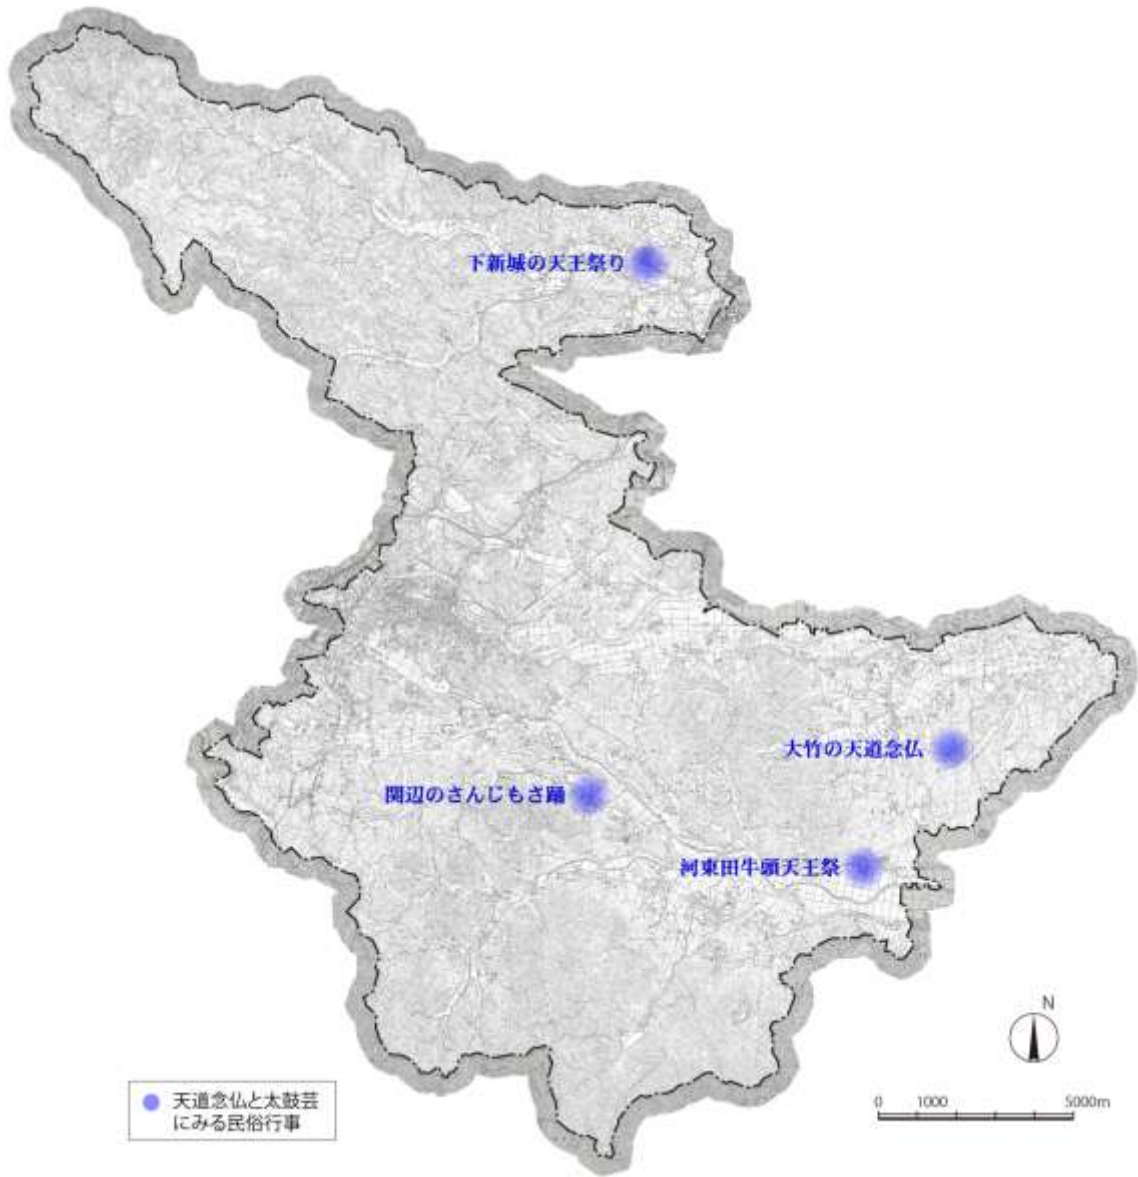 下新城の天王祭り
大竹の天道念仏
関辺のさんじもさ踊
河東田牛頭天王祭
N
天道念仏と太鼓芸
にみる民俗行事
0 1000 5000m